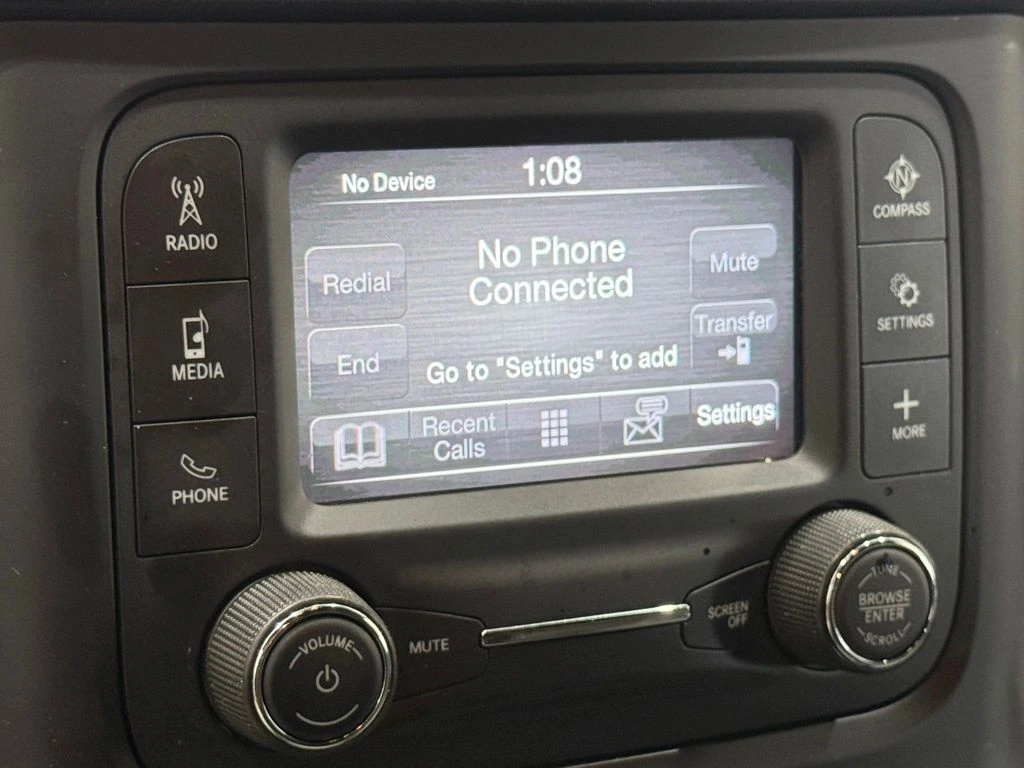 No Device
1:08
Redial
No Phone
Connected
Mute
End
Go to "Settings" to add
Transfer
Recent
Calls
Settings
RADIO
MEDIA
PHONE
N
COMPASS
SETTINGS
MORE
VOLUME
MUTE
SCREEN
OFF
TUNE
BROWSE
ENTER
SCROLL